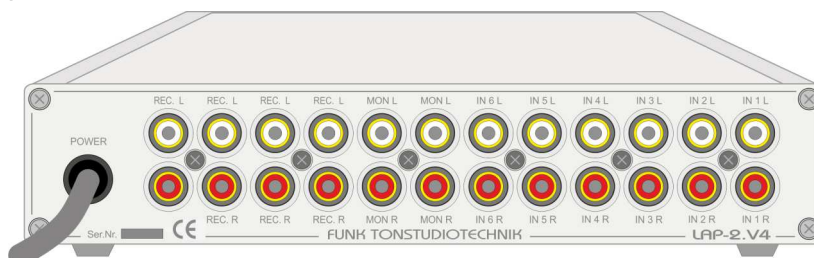 REC. L REC. L REC. L REC. L MON L MON L IN 6 L IN 5 L IN 4 L IN 3 L IN 2 L IN 1 L
POWER
REC. R REC. R REC. R MON R MON R IN 6 R IN 5 R IN 4 R IN 3 R IN 2 R IN 1 R
Ser.Nr. CE FUNK TONSTUDIOTECHNIK LAP-2.V4